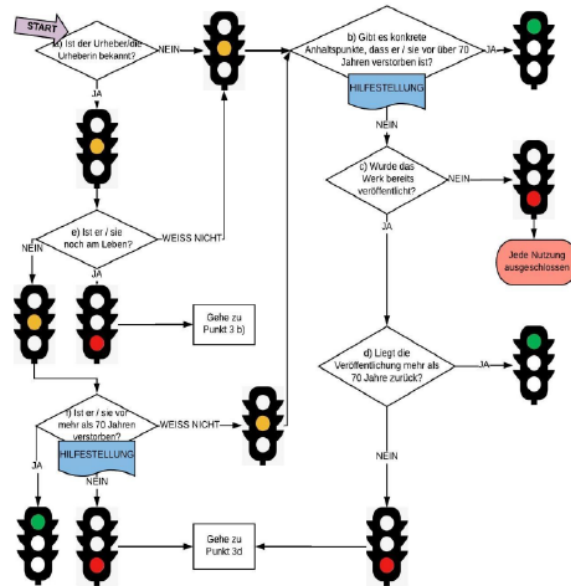 START
a) Ist der Urheber/die
Urheberin bekannt?
NEIN
JA
b) Gibt es konkrete
Anhaltspunkte, dass er / sie vor über 70
Jahren verstorben ist?
JA
HILFESTELLUNG
NEIN
c) Wurde das
Werk bereits
veröffentlicht?
NEIN
JA
Jede Nutzung
ausgeschlossen
e) Ist er / sie
noch am Leben?
WEISS NICHT
NEIN
JA
Gehe zu
Punkt 3 b)
d) Liegt die
Veröffentlichung mehr als
70 Jahre zurück?
JA
NEIN
f) Ist er / sie vor
mehr als 70 Jahren
verstorben?
WEISS NICHT
HILFESTELLUNG
JA
NEIN
Gehe zu
Punkt 3d